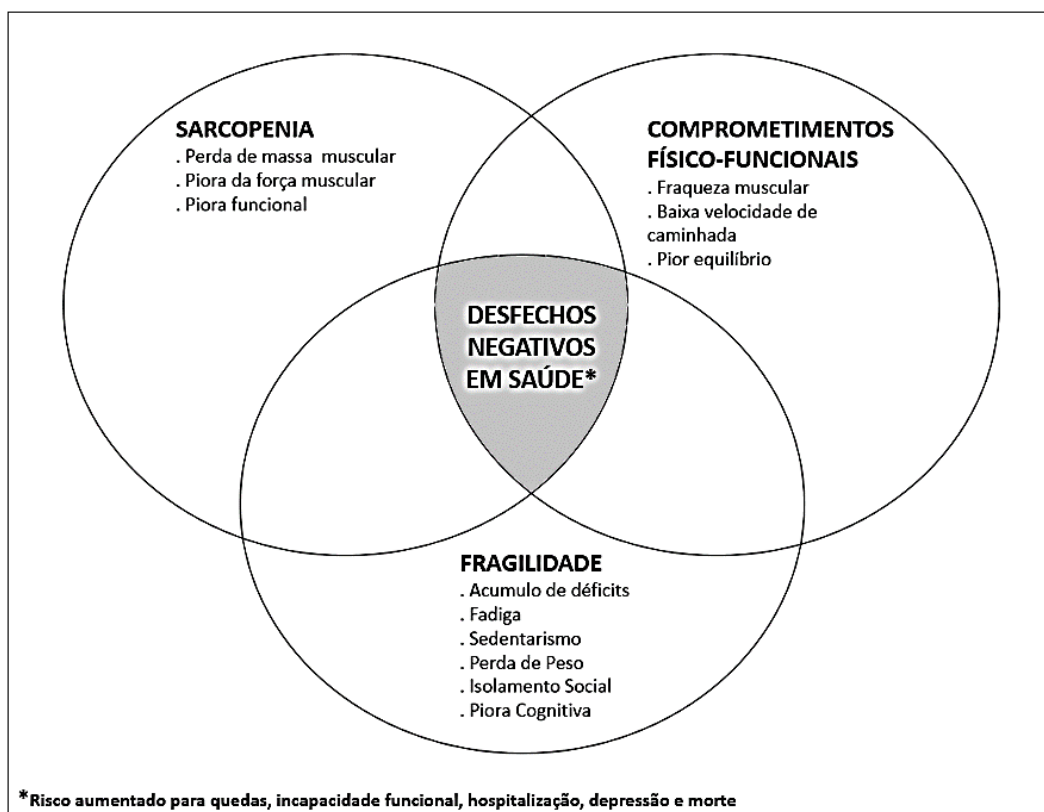 SARCOPENIA
. Perda de massa muscular
. Piora da força muscular
. Piora funcional
COMPROMETIMENTOS
FÍSICO-FUNCIONAIS
. Fraqueza muscular
. Baixa velocidade de
caminhada
. Pior equilíbrio
DESFECHOS
NEGATIVOS
EM SAÚDE*
FRAGILIDADE
. Acumulo de déficits
. Fadiga
. Sedentarismo
. Perda de Peso
. Isolamento Social
. Piora Cognitiva
*Risco aumentado para quedas, incapacidade funcional, hospitalização, depressão e morte